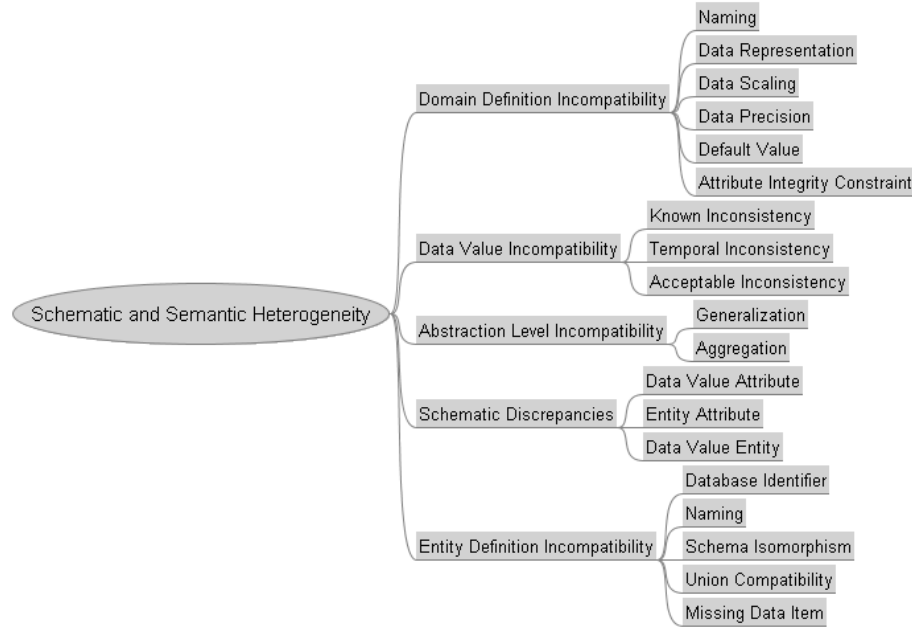 Schematic and Semantic Heterogeneity
Domain Definition Incompatibility
Naming
Data Representation
Data Scaling
Data Precision
Default Value
Attribute Integrity Constraint
Data Value Incompatibility
Known Inconsistency
Temporal Inconsistency
Acceptable Inconsistency
Abstraction Level Incompatibility
Generalization
Aggregation
Schematic Discrepancies
Data Value Attribute
Entity Attribute
Data Value Entity
Entity Definition Incompatibility
Database Identifier
Naming
Schema Isomorphism
Union Compatibility
Missing Data Item